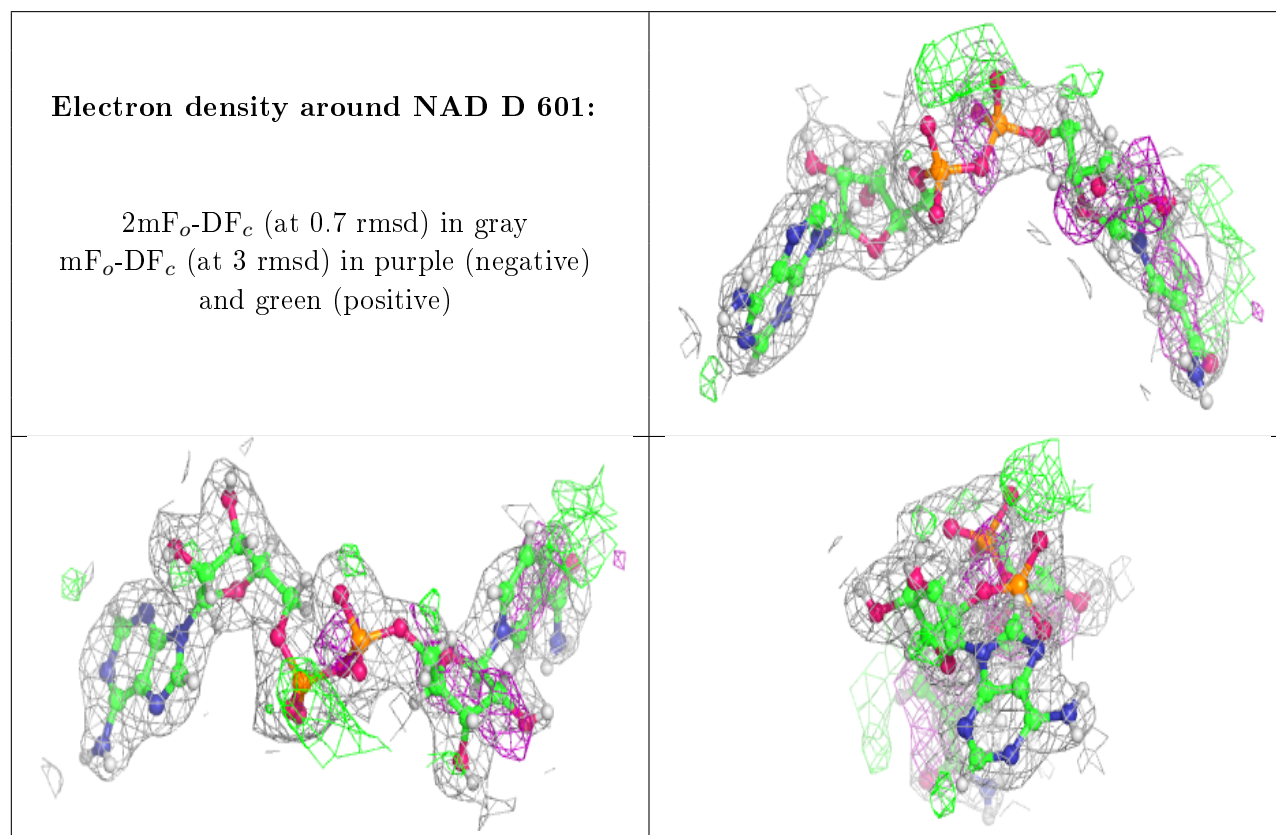 Electron density around NAD D 601:
2mFo-DFc (at 0.7 rmsd) in gray
mFo-DFc (at 3 rmsd) in purple (negative)
and green (positive)